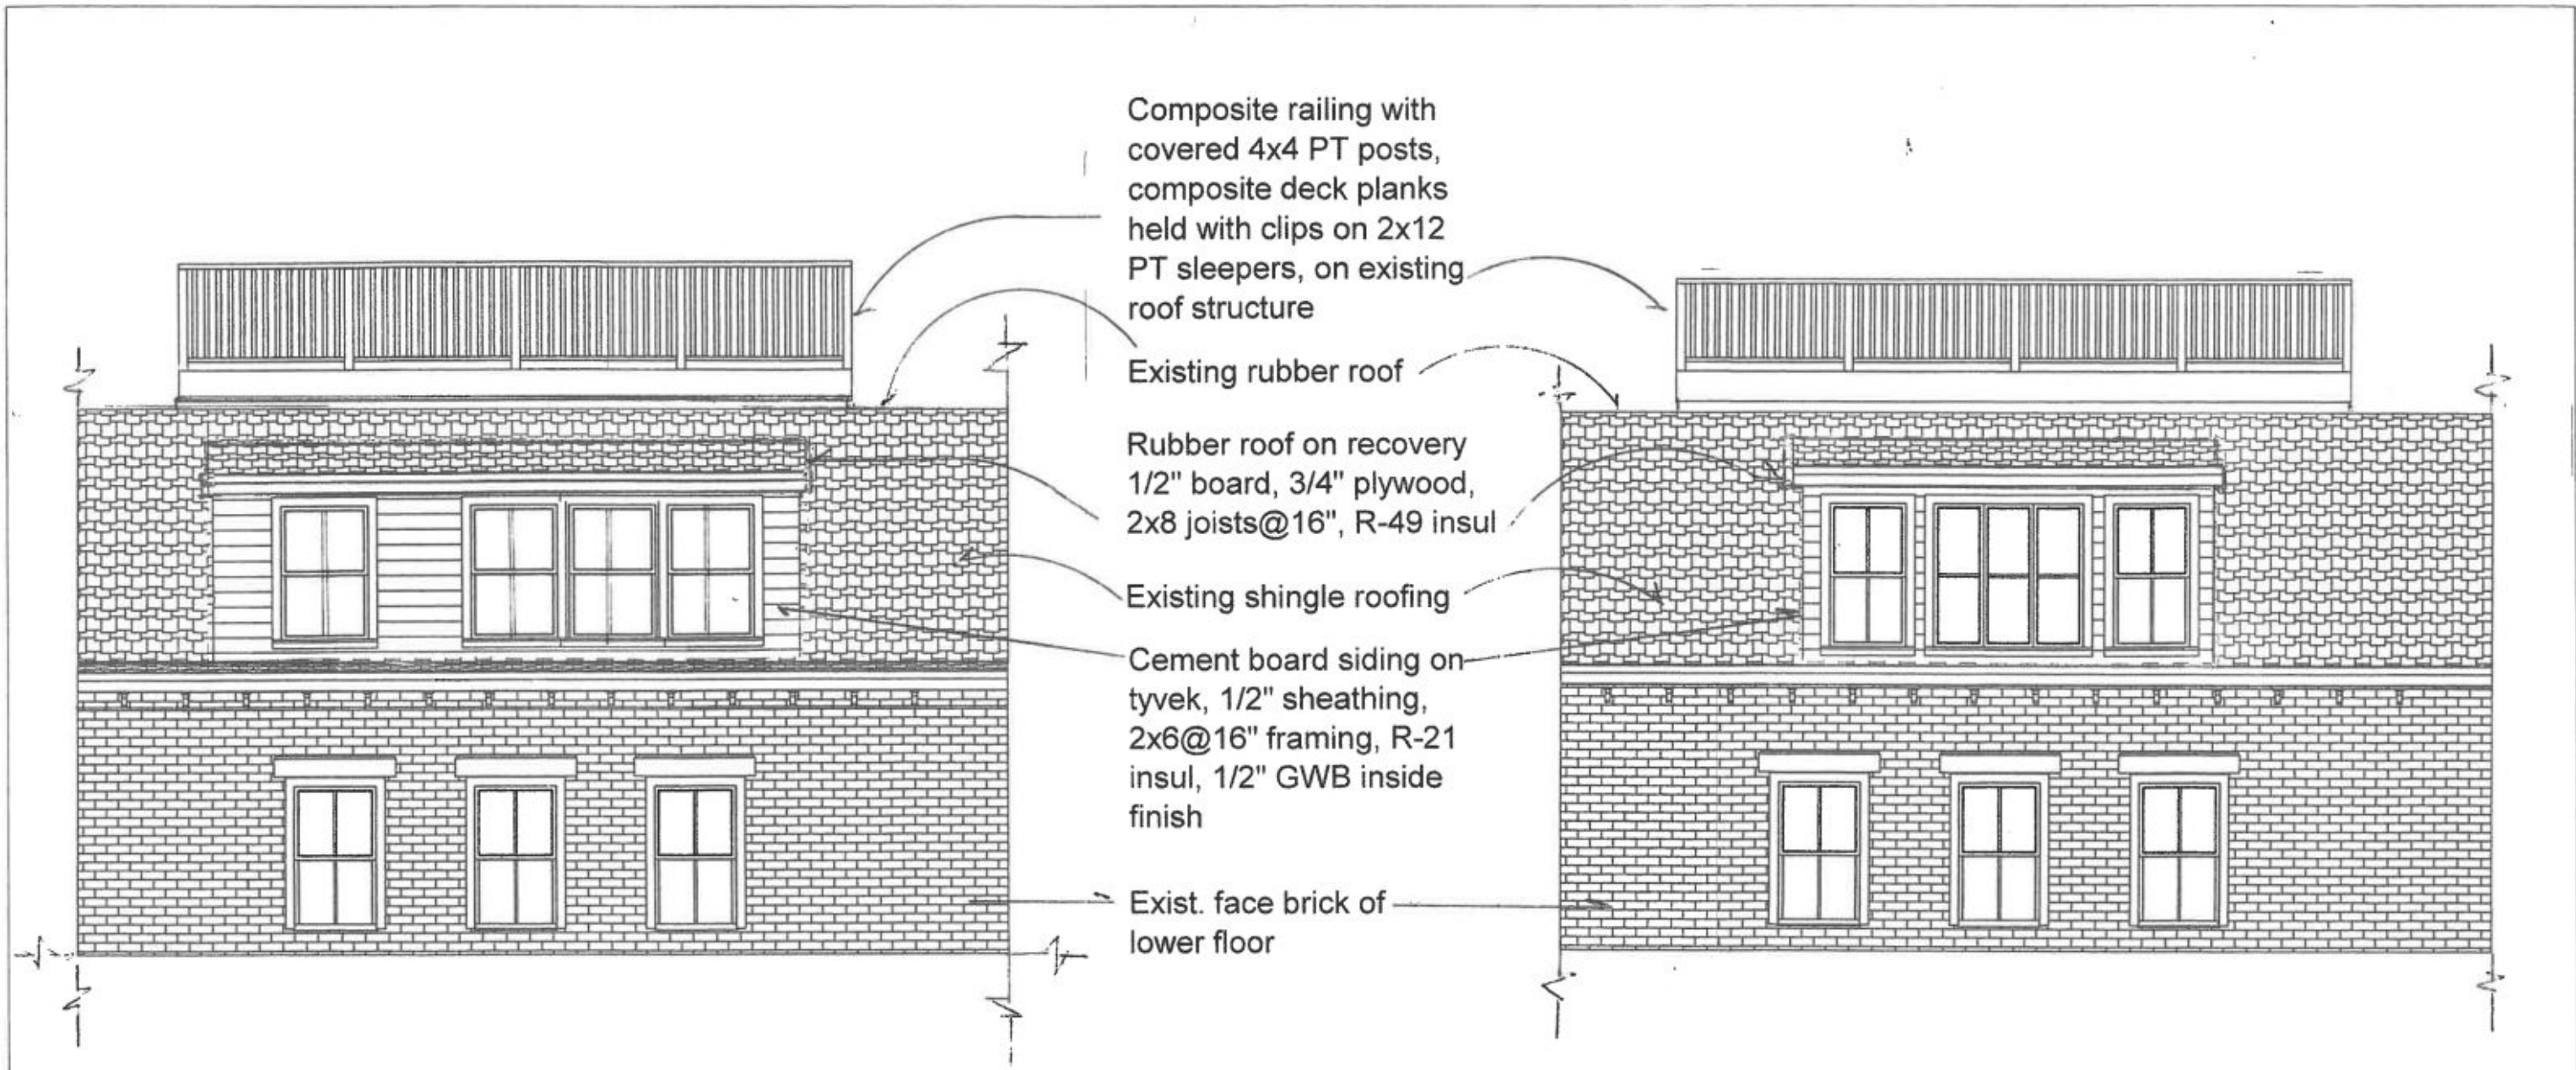 Composite railing with
covered 4x4 PT posts,
composite deck planks
held with clips on 2x12
PT sleepers, on existing
roof structure
Existing rubber roof
Rubber roof on recovery
1/2" board, 3/4" plywood,
2x8 joists@16", R-49 insul
Existing shingle roofing
Cement board siding on
tyvek, 1/2" sheathing,
2x6@16" framing, R-21
insul, 1/2" GWB inside
finish
Exist. face brick of
lower floor